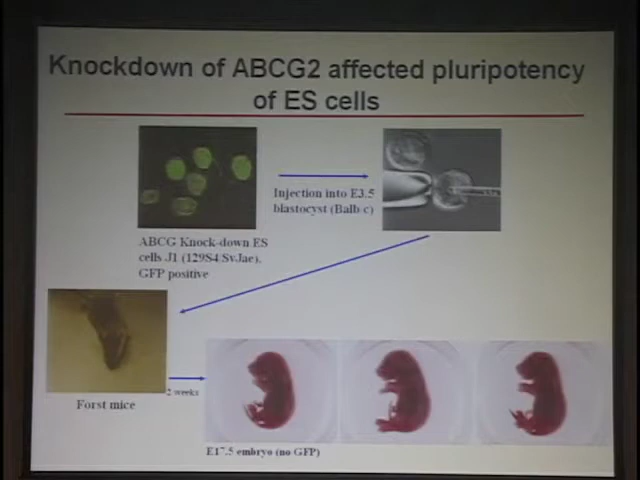 Knockdown of ABCG2 affected pluripotency
of ES cells
Injection into E3.5
blastocyst (Balb-c)
ABCG Knock-down ES
cells J1 (129S4/SvJae),
GFP positive
Forst mice
2 weeks
E17.5 embryo (no GFP)